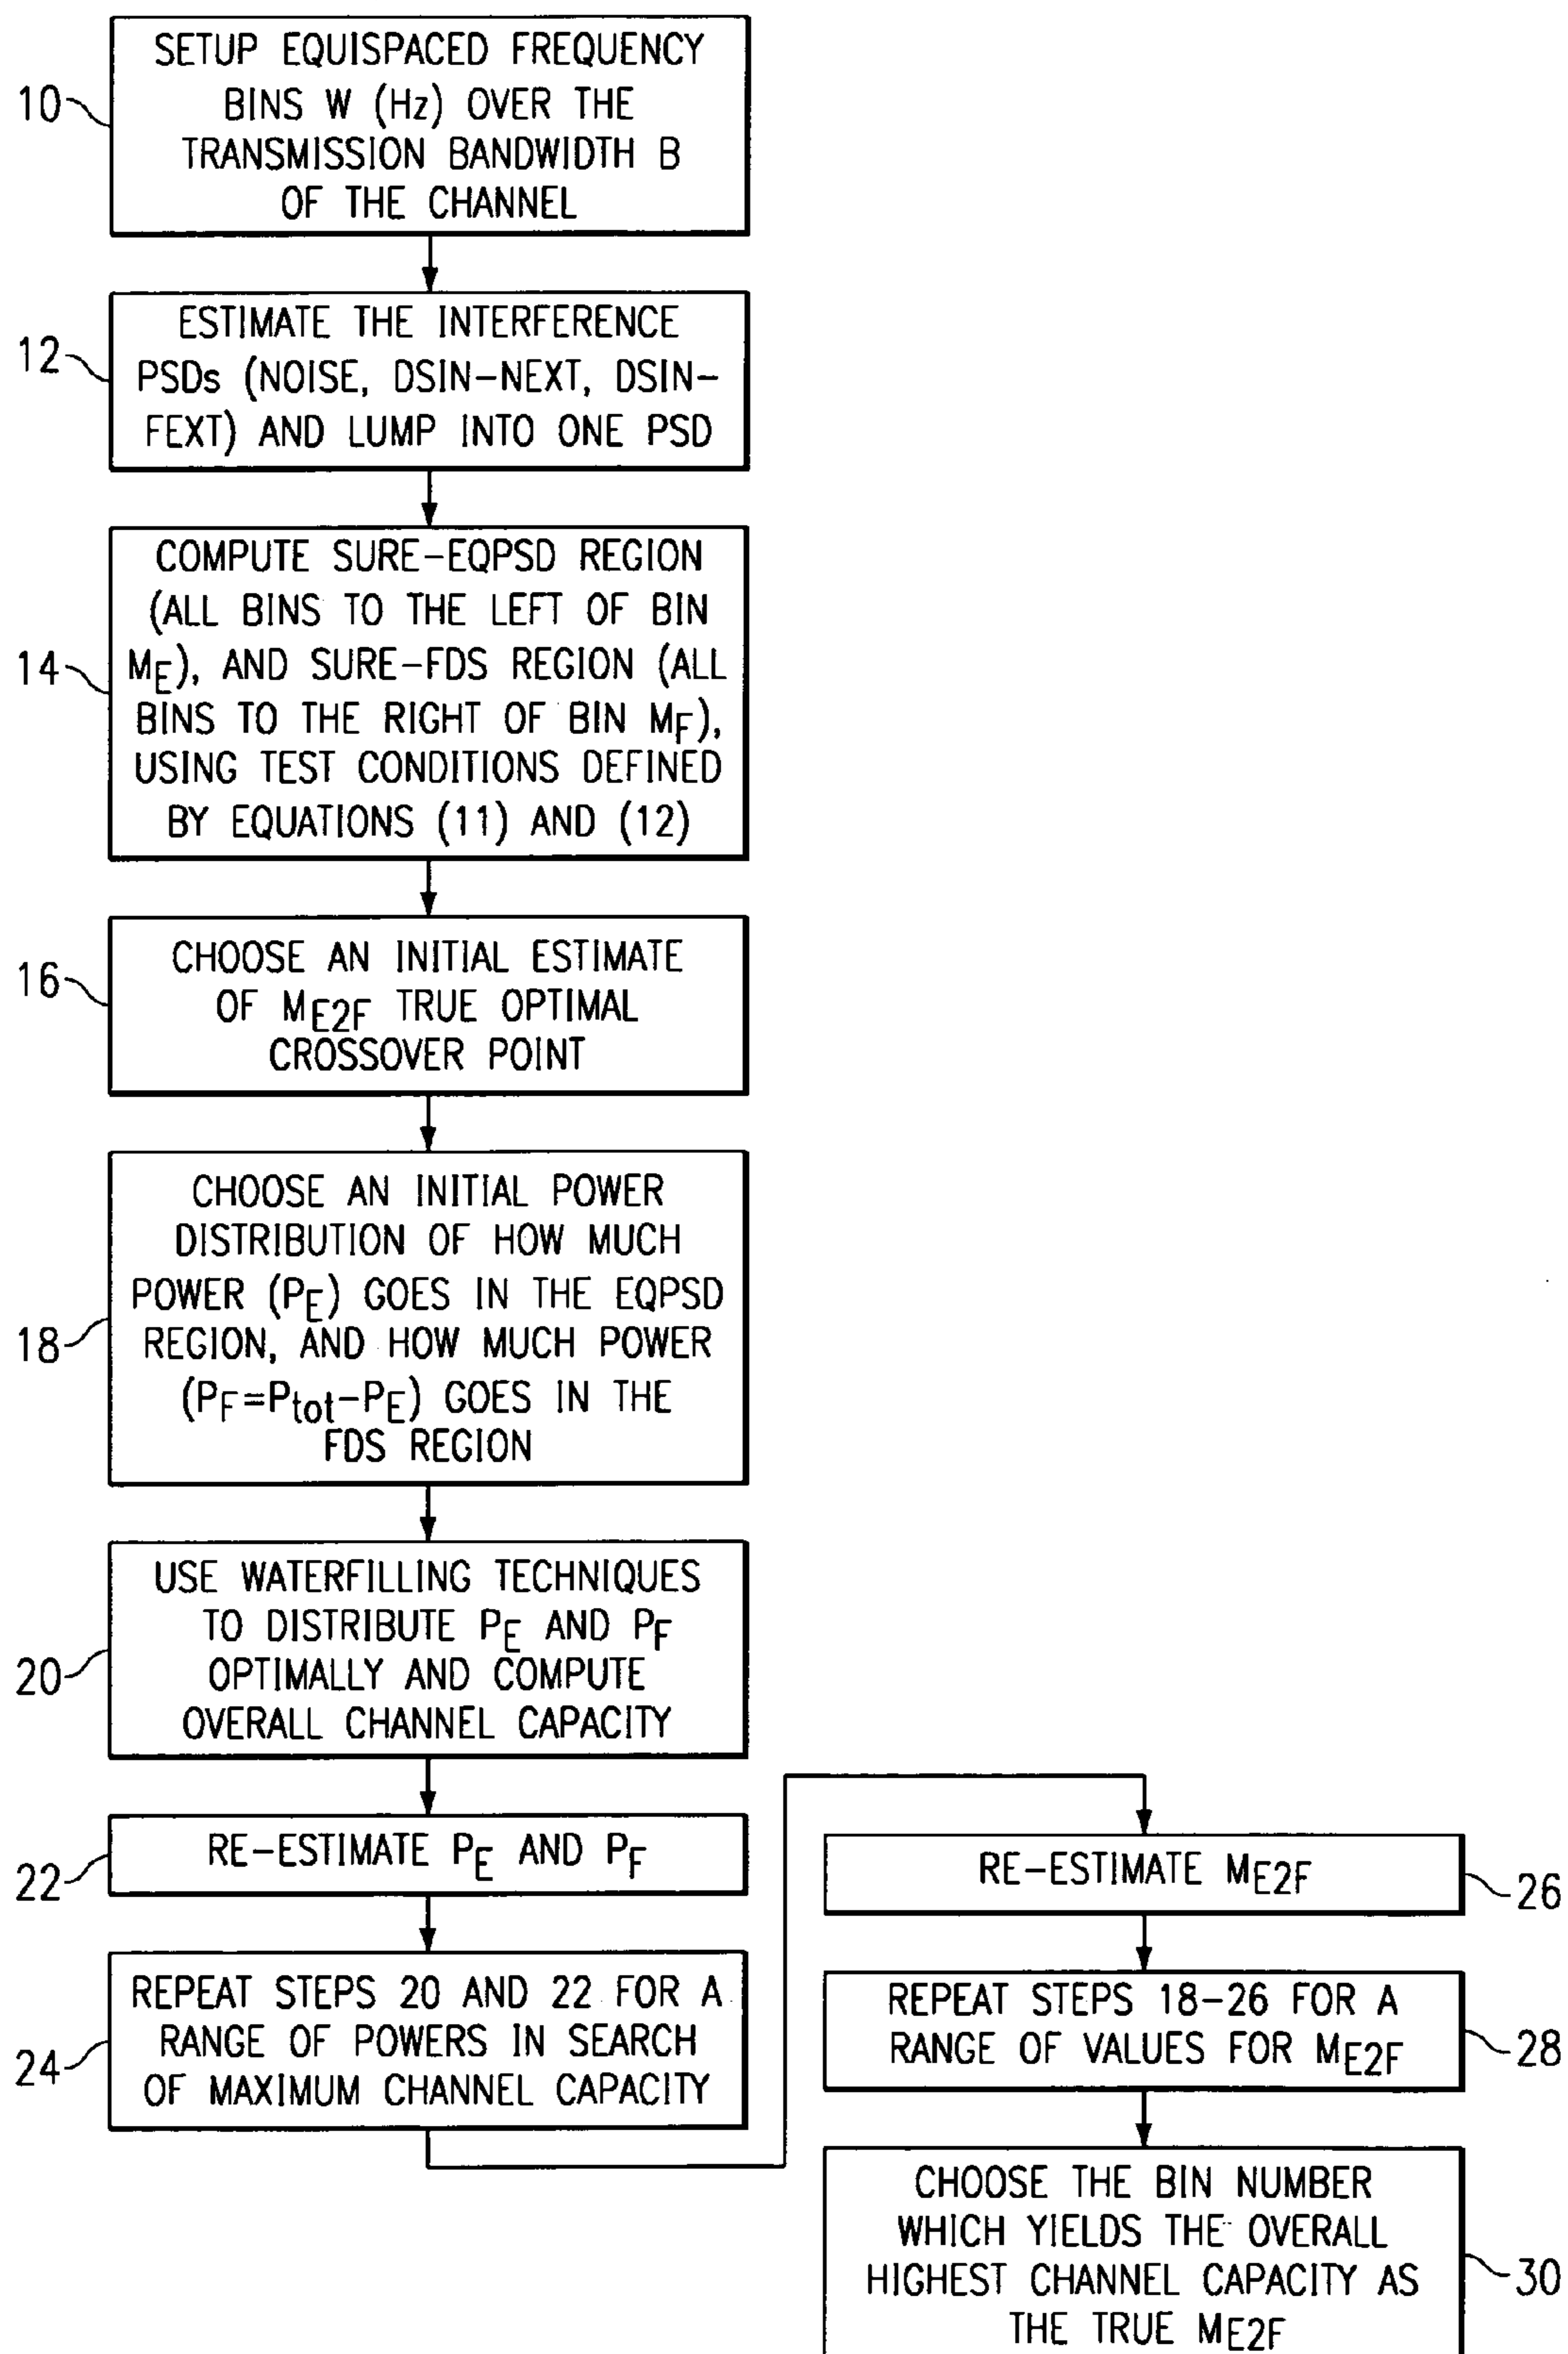 10
SETUP EQUISPACED FREQUENCY
BINS W (Hz) OVER THE
TRANSMISSION BANDWIDTH B
OF THE CHANNEL
12
ESTIMATE THE INTERFERENCE
PSDs (NOISE, DSIN-NEXT, DSIN-
FEXT) AND LUMP INTO ONE PSD
14
COMPUTE SURE-EQPSD REGION
(ALL BINS TO THE LEFT OF BIN
ME), AND SURE-FDS REGION (ALL
BINS TO THE RIGHT OF BIN MF),
USING TEST CONDITIONS DEFINED
BY EQUATIONS (11) AND (12)
16
CHOOSE AN INITIAL ESTIMATE
OF ME2F TRUE OPTIMAL
CROSSOVER POINT
18
CHOOSE AN INITIAL POWER
DISTRIBUTION OF HOW MUCH
POWER (PE) GOES IN THE EQPSD
REGION, AND HOW MUCH POWER
(PF=Ptot-PE) GOES IN THE
FDS REGION
20
USE WATERFILLING TECHNIQUES
TO DISTRIBUTE PE AND PF
OPTIMALLY AND COMPUTE
OVERALL CHANNEL CAPACITY
22
RE-ESTIMATE PE AND PF
24
REPEAT STEPS 20 AND 22 FOR A
RANGE OF POWERS IN SEARCH
OF MAXIMUM CHANNEL CAPACITY
RE-ESTIMATE ME2F
26
REPEAT STEPS 18-26 FOR A
RANGE OF VALUES FOR ME2F
28
CHOOSE THE BIN NUMBER
WHICH YIELDS THE OVERALL
HIGHEST CHANNEL CAPACITY AS
THE TRUE ME2F
30